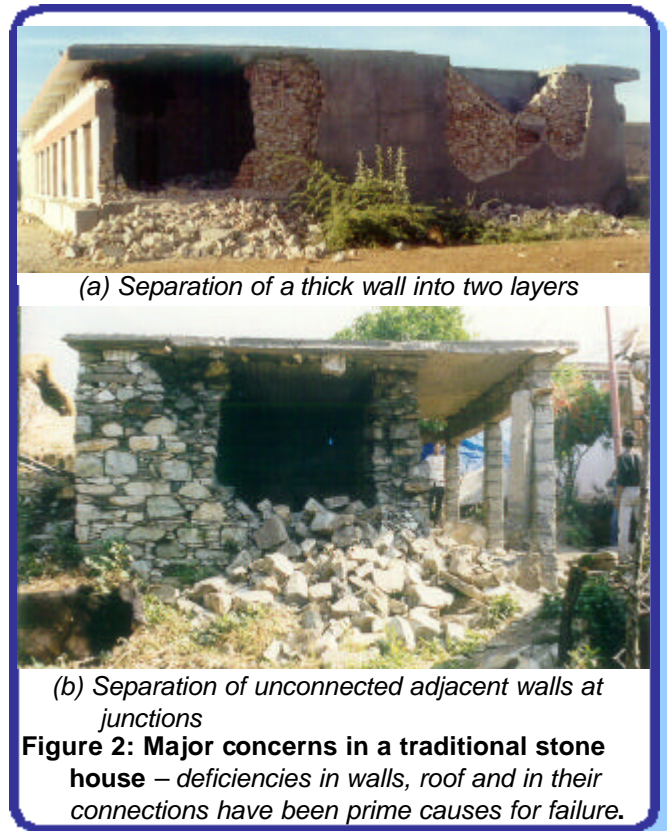 (a) Separation of a thick wall into two layers
(b) Separation of unconnected adjacent walls at
junctions
Figure 2: Major concerns in a traditional stone
house – deficiencies in walls, roof and in their
connections have been prime causes for failure.